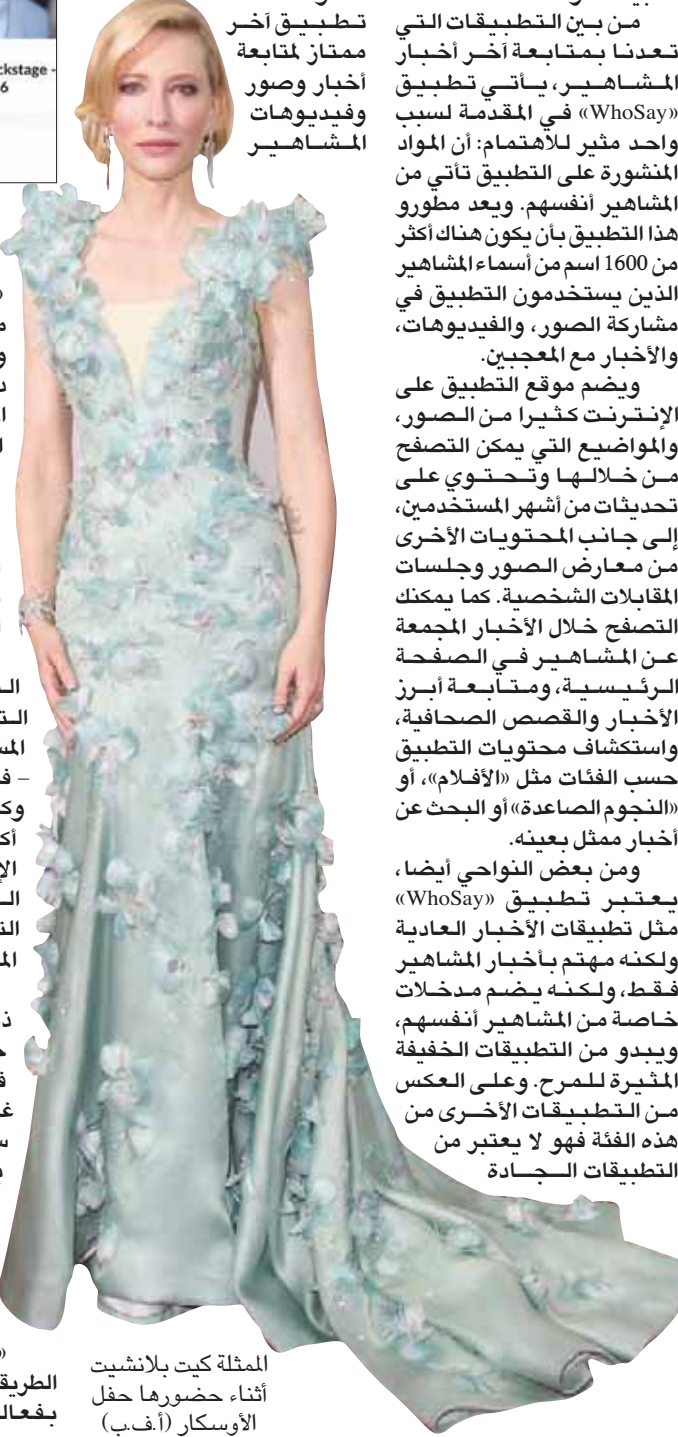 من بين التطبيقات التي
تعدنا بمتابعة آخر أخبار
المشاهير، يأتي تطبيق
«WhoSay» في المقدمة لسبب
واحد مثير للاهتمام: أن المواد
المنشورة على التطبيق تأتي من
المشاهير أنفسهم. ويعد مطورو
هذا التطبيق بأن يكون هناك أكثر
من 1600 اسم من أسماء المشاهير
الذين يستخدمون التطبيق في
مشاركة الصور، والفيديوهات،
والأخبار مع المعجبين.
ويضم موقع التطبيق على
الإنترنت كثيرا من الصور،
والمواضيع التي يمكن التصفح
من خلالها وتحتوي على
تحديثات من أشهر المستخدمين،
إلى جانب المحتويات الأخرى
من معارض الصور وجلسات
المقابلات الشخصية. كما يمكنك
التصفح خلال الأخبار المجمعة
عن المشاهير في الصفحة
الرئيسية، ومتابعة أبرز
الأخبار والقصص الصحافية،
واستكشاف محتويات التطبيق
حسب الفئات مثل «الأفلام»، أو
«النجوم الصاعدة» أو البحث عن
أخبار ممثل بعينه.
ومن بعض النواحي أيضا،
يعتبر تطبيق «WhoSay»
مثل تطبيقات الأخبار العادية
ولكنه مهتم بأخبار المشاهير
فقط، ولكنه يضم مدخلات
خاصة من المشاهير أنفسهم،
ويبدو من التطبيقات الخفيفة
المثيرة للمرح. وعلى العكس
من التطبيقات الأخرى من
هذه الفئة فهو لا يعتبر من
التطبيقات الجادة
تطبيق آخر
ممتاز لمتابعة
أخبار وصور
وفيديوهات
المشاهير
الممثلة كيت بلانشيت
أثناء حضورها حفل
الأوسكار (أ.ف.ب)
ckstage -
6